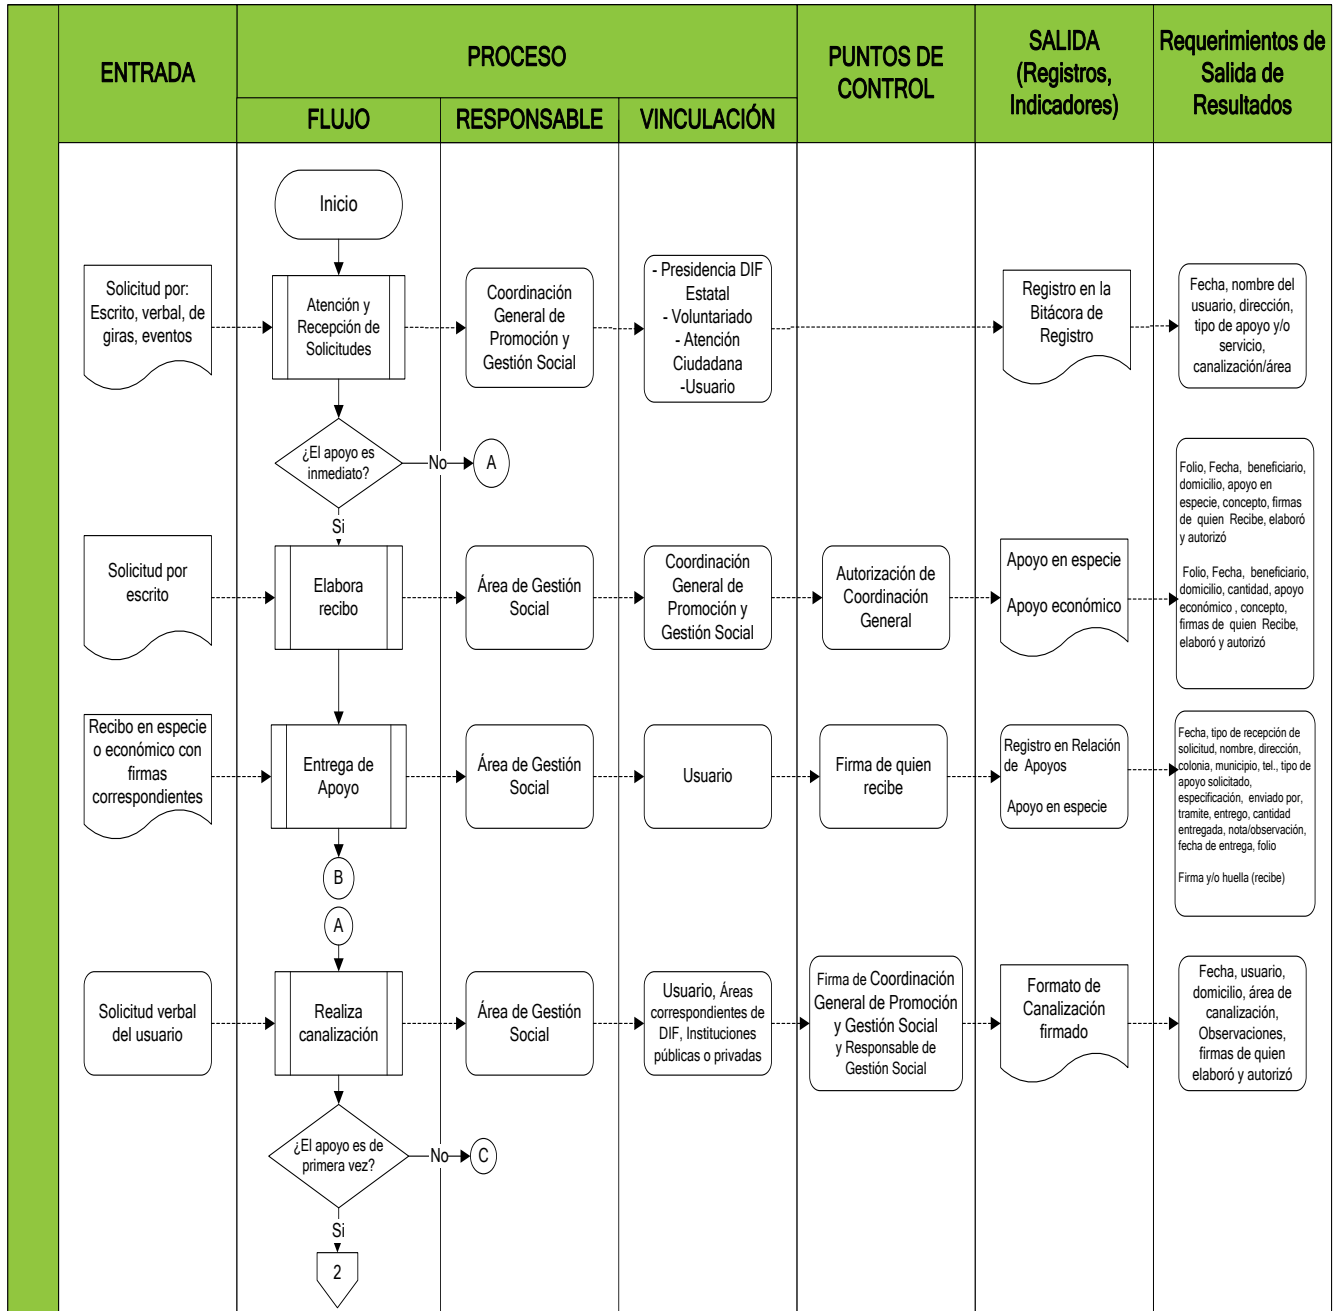 ENTRADA
PROCESO
PUNTOS DE
CONTROL
SALIDA
(Registros,
Indicadores)
Requerimientos de
Salida de
Resultados
FLUJO
RESPONSABLE
VINCULACIÓN
Inicio
Solicitud por:
Escrito, verbal, de
giras, eventos
Atención y
Recepción de
Solicitudes
Coordinación
General de
Promoción y
Gestión Social
- Presidencia DIF
Estatal
- Voluntariado
- Atención
Ciudadana
-Usuario
Registro en la
Bitácora de
Registro
Fecha, nombre del
usuario, dirección,
tipo de apoyo y/o
servicio,
canalización/área
¿El apoyo es
inmediato?
No
A
Si
Solicitud por
escrito
Elabora
recibo
Área de Gestión
Social
Coordinación
General de
Promoción y
Gestión Social
Autorización de
Coordinación
General
Apoyo en especie
Apoyo económico
Folio, Fecha, beneficiario,
domicilio, apoyo en
especie, concepto, firmas
de quien Recibe, elaboró
y autorizó
Folio, Fecha, beneficiario,
domicilio, cantidad, apoyo
económico , concepto,
firmas de quien Recibe,
elaboró y autorizó
Recibo en especie
o económico con
firmas
correspondientes
Entrega de
Apoyo
Área de Gestión
Social
Usuario
Firma de quien
recibe
Registro en Relación
de Apoyos
Apoyo en especie
Fecha, tipo de recepción de
solicitud, nombre, dirección,
colonia, municipio, tel., tipo de
apoyo solicitado,
especificación, enviado por,
tramite, entrego, cantidad
entregada, nota/observación,
fecha de entrega, folio
Firma y/o huella (recibe)
B
A
Solicitud verbal
del usuario
Realiza
canalización
Área de Gestión
Social
Usuario, Áreas
correspondientes de
DIF, Instituciones
públicas o privadas
Firma de Coordinación
General de Promoción
y Gestión Social
y Responsable de
Gestión Social
Formato de
Canalización
firmado
Fecha, usuario,
domicilio, área de
canalización,
Observaciones,
firmas de quien
elaboró y autorizó
¿El apoyo es de
primera vez?
No
C
Si
2